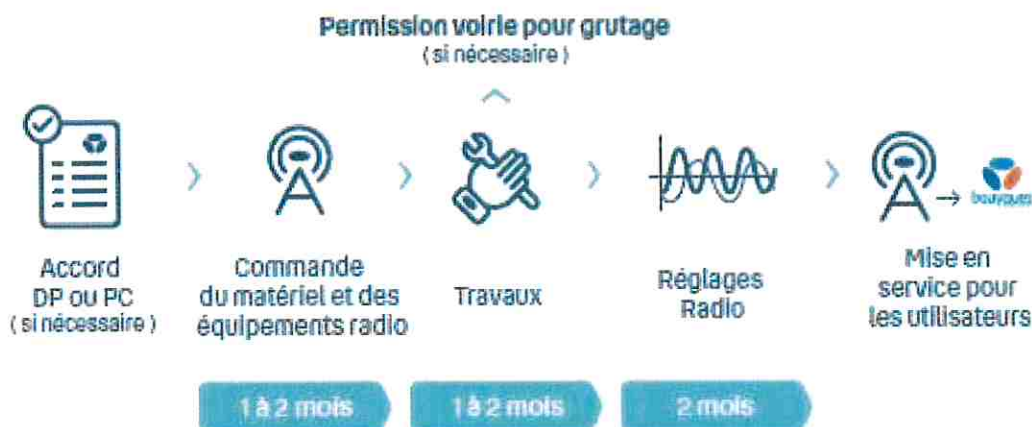 Permission voirie pour grutage
( si nécessaire )
Accord
DP ou PC
( si nécessaire )
Commande
du matériel et des
équipements radio
Travaux
Réglages
Radio
bouygues
Mise en
service pour
les utilisateurs
1 à 2 mois
1 à 2 mois
2 mois